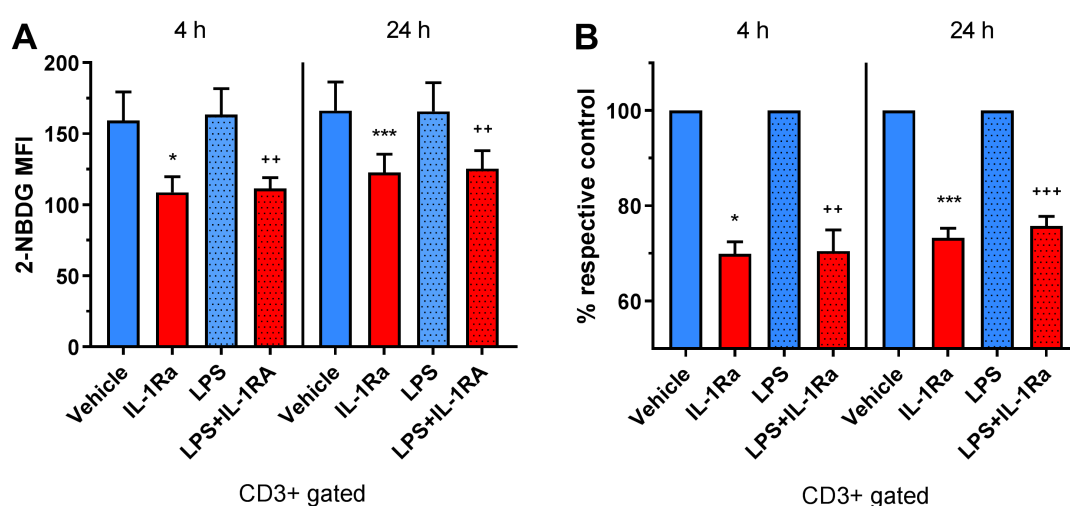 A
4 h
24 h
2-NBDG MFI
200
150
100
50
0
*
++
***
++
Vehicle
IL-1Ra
LPS
LPS+IL-1RA
Vehicle
IL-1Ra
LPS
LPS+IL-1RA
CD3+ gated
B
4 h
24 h
% respective control
100
80
60
*
++
***
+++
Vehicle
IL-1Ra
LPS
LPS+IL-1Ra
Vehicle
IL-1Ra
LPS
LPS+IL-1Ra
CD3+ gated